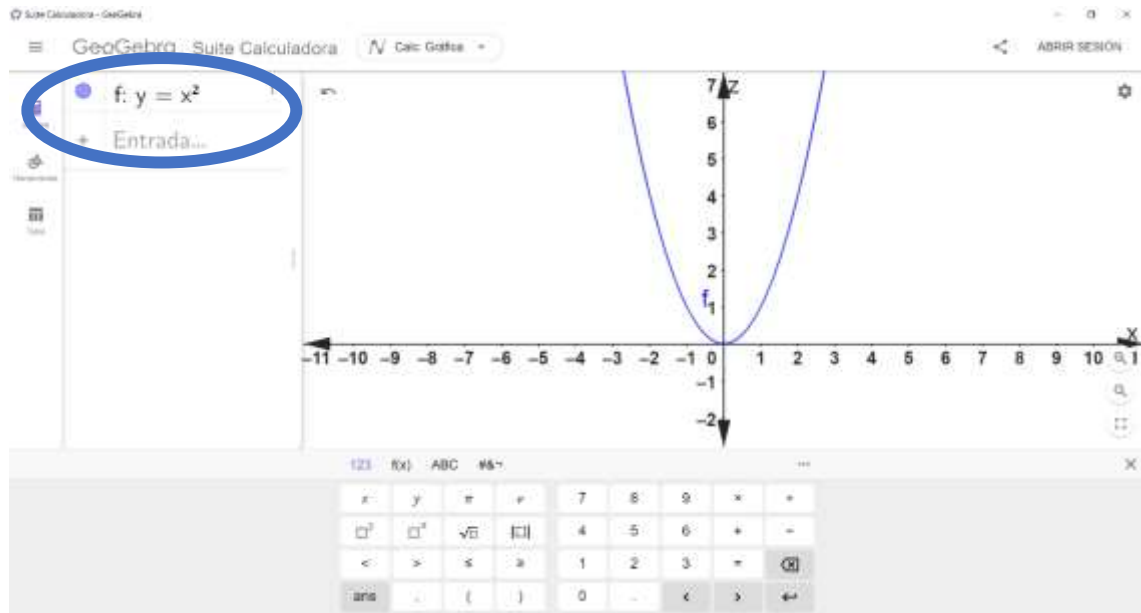 Suite Calculadora - GeoGebra
GeoGebra Suite Calculadora Calc. Gráfica
ABRIR SESIÓN
f: y = x²
+ Entrada...
Tabla
Z
7
6
5
4
3
2
f 1
X
-11 -10 -9 -8 -7 -6 -5 -4 -3 -2 -1 0 1 2 3 4 5 6 7 8 9 10
-1
-2
123 f(x) ABC #&¬ ...
x y π e 7 8 9 × ÷
□² □ˣ √□ |□| 4 5 6 + −
< > ≤ ≥ 1 2 3 =
ans , ( ) 0 . < >